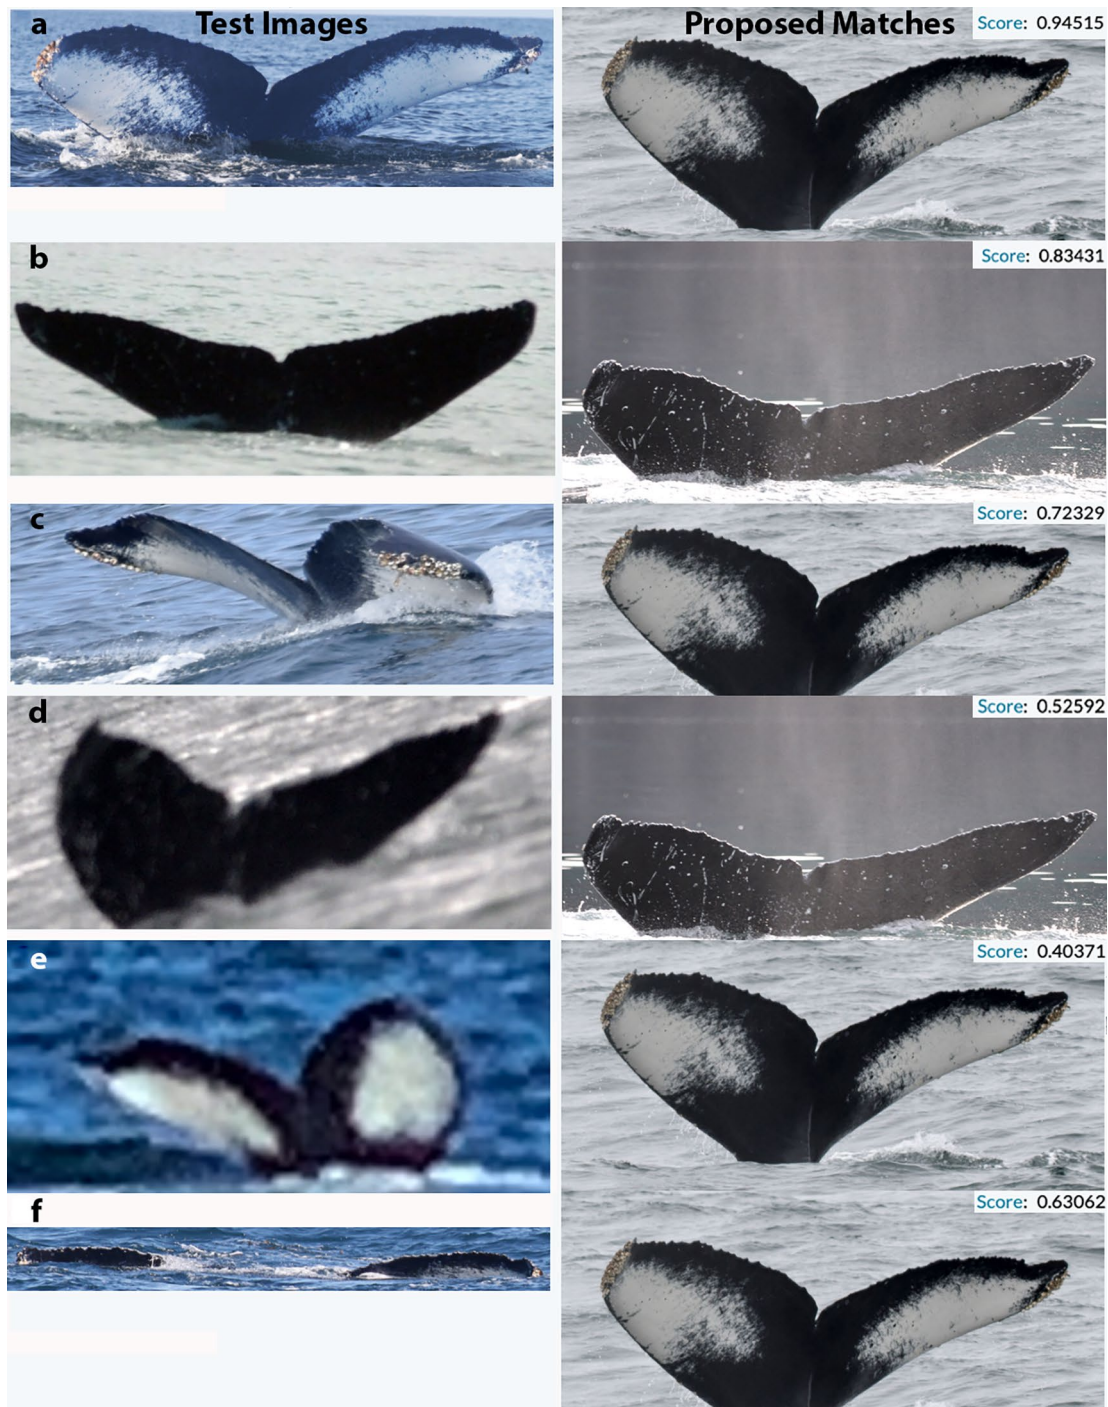 a Test Images Proposed Matches Score: 0.94515
b Score: 0.83431
c Score: 0.72329
d Score: 0.52592
e Score: 0.40371
f Score: 0.63062